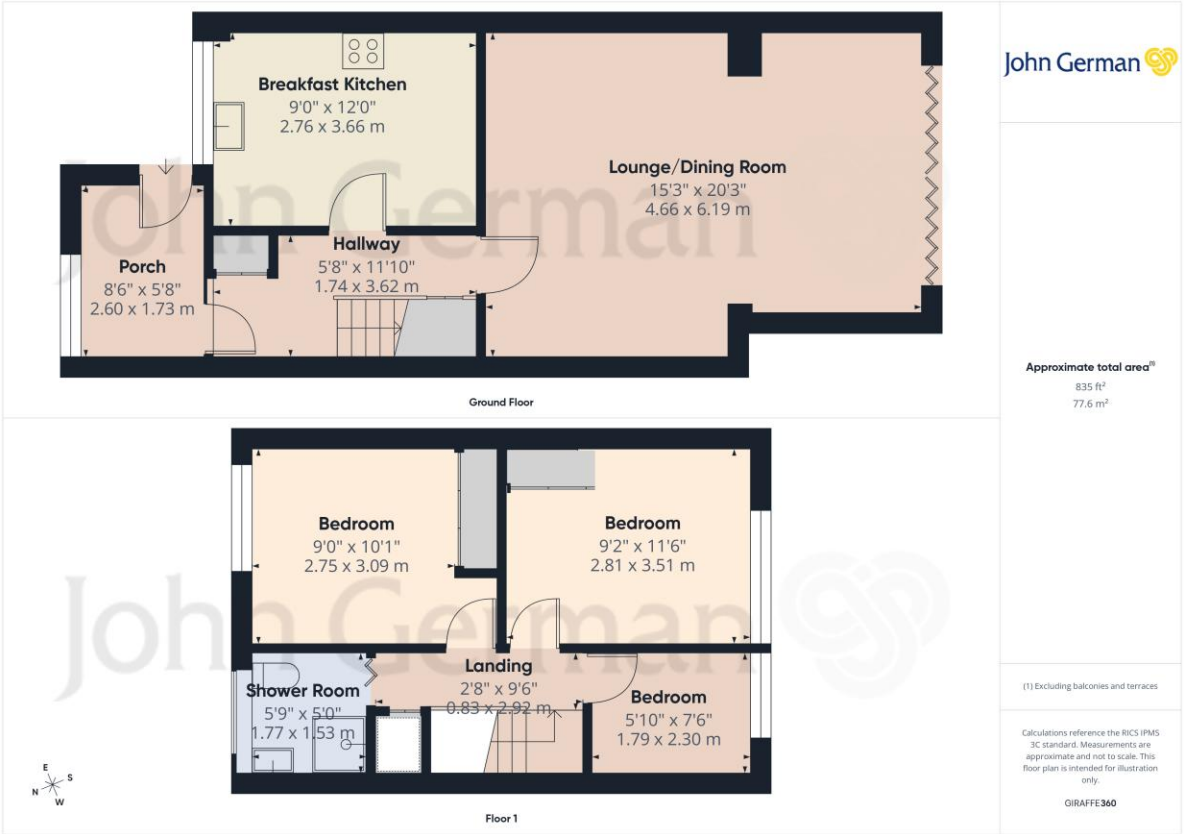 Breakfast Kitchen
9'0" x 12'0"
2.76 x 3.66 m
Lounge/Dining Room
15'3" x 20'3"
4.66 x 6.19 m
Hallway
5'8" x 11'10"
1.74 x 3.62 m
Porch
8'6" x 5'8"
2.60 x 1.73 m
John German
Ground Floor
John German
Approximate total area(1)
835 ft²
77.6 m²
Bedroom
9'0" x 10'1"
2.75 x 3.09 m
Bedroom
9'2" x 11'6"
2.81 x 3.51 m
Landing
2'8" x 9'6"
0.83 x 2.92 m
Shower Room
5'9" x 5'0"
1.77 x 1.53 m
Bedroom
5'10" x 7'6"
1.79 x 2.30 m
John German
E
S
N
W
Floor 1
(1) Excluding balconies and terraces
Calculations reference the RICS IPMS
3C standard. Measurements are
approximate and not to scale. This
floor plan is intended for illustration
only.
GIRAFFE360